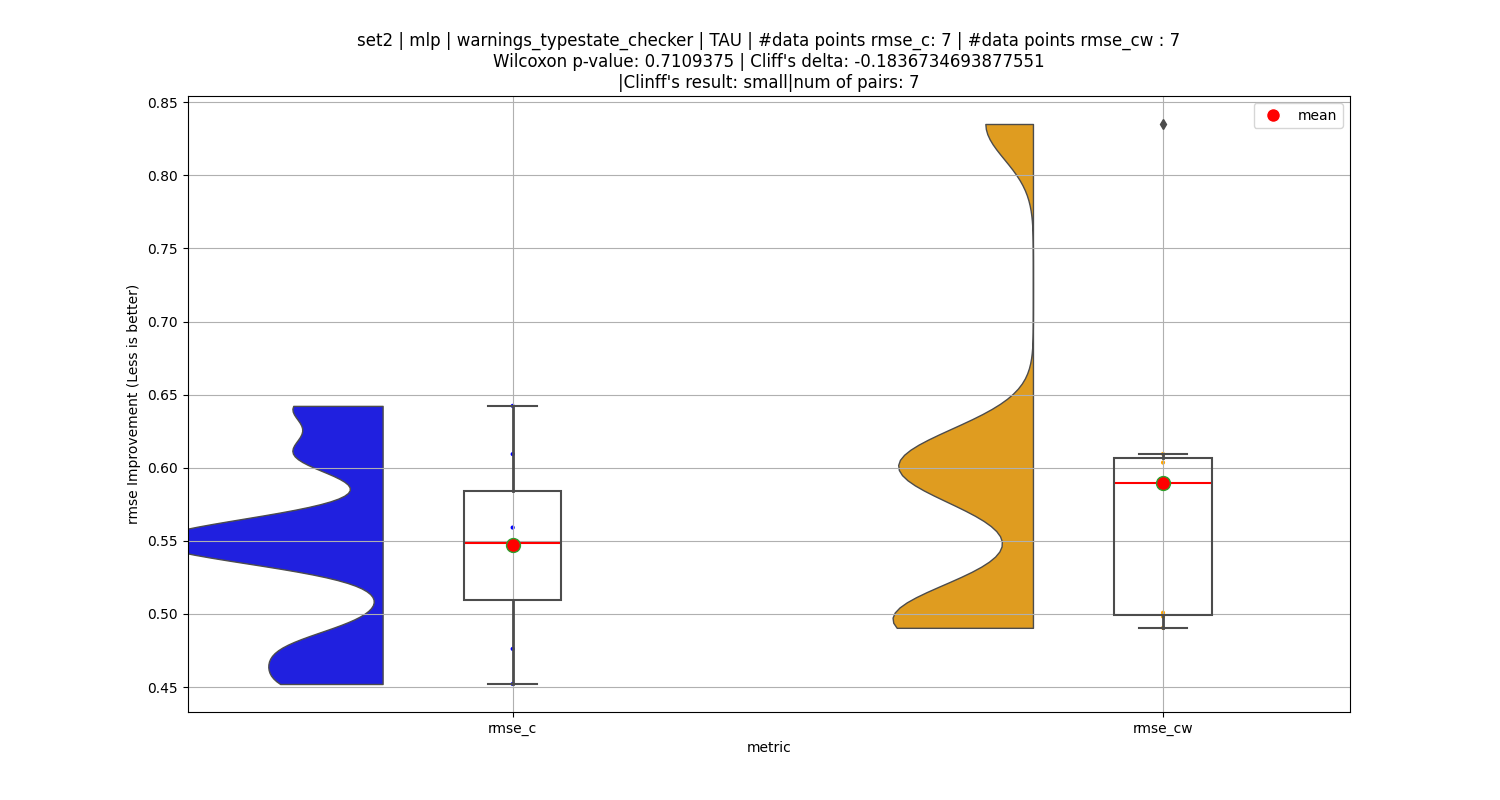 set2 | mlp | warnings_typestate_checker | TAU | #data points rmse_c: 7 | #data points rmse_cw : 7
Wilcoxon p-value: 0.7109375 | Cliff's delta: -0.1836734693877551
|Clinff's result: small|num of pairs: 7
mean
rmse Improvement (Less is better)
0.85
0.80
0.75
0.70
0.65
0.60
0.55
0.50
0.45
rmse_c
rmse_cw
metric